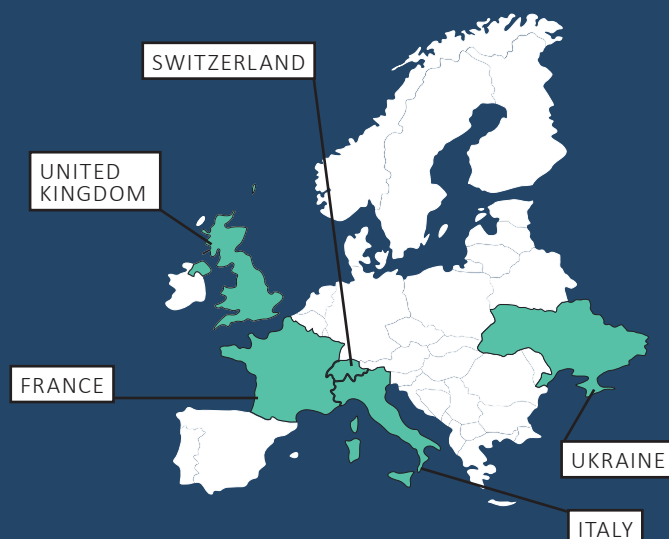 SWITZERLAND
UNITED
KINGDOM
FRANCE
UKRAINE
ITALY